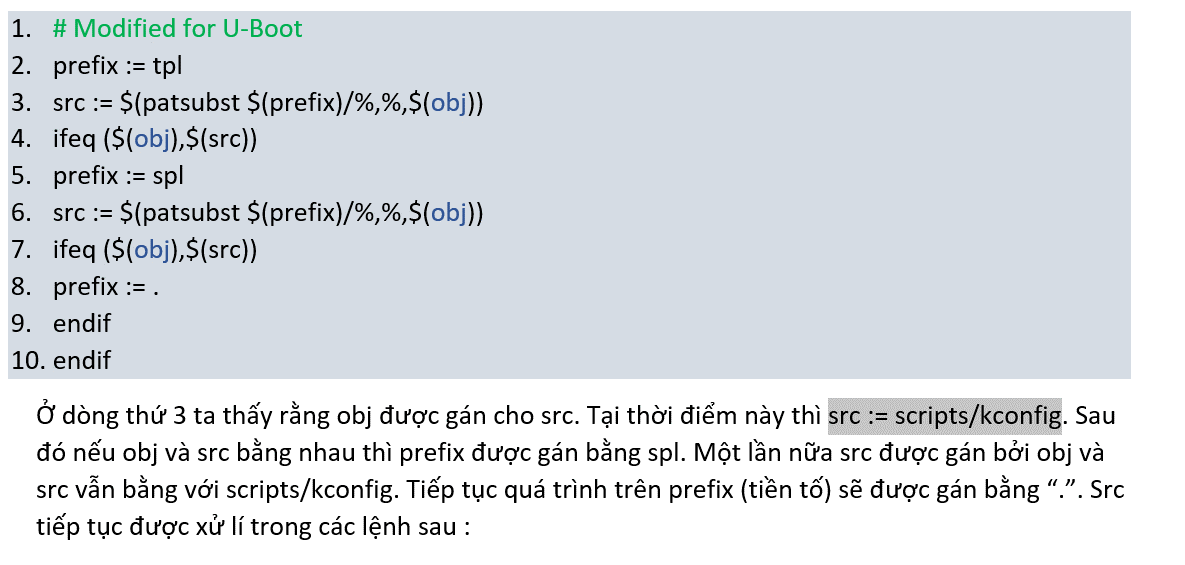 1. # Modified for U-Boot
2. prefix := tpl
3. src := $(patsubst $(prefix)/%,%,$(obj))
4. ifeq ($(obj),$(src))
5. prefix := spl
6. src := $(patsubst $(prefix)/%,%,$(obj))
7. ifeq ($(obj),$(src))
8. prefix := .
9. endif
10. endif
Ở dòng thứ 3 ta thấy rằng obj được gán cho src. Tại thời điểm này thì src := scripts/kconfig. Sau
đó nếu obj và src bằng nhau thì prefix được gán bằng spl. Một lần nữa src được gán bởi obj và
src vẫn bằng với scripts/kconfig. Tiếp tục quá trình trên prefix (tiền tố) sẽ được gán bằng “.”. Src
tiếp tục được xử lí trong các lệnh sau :